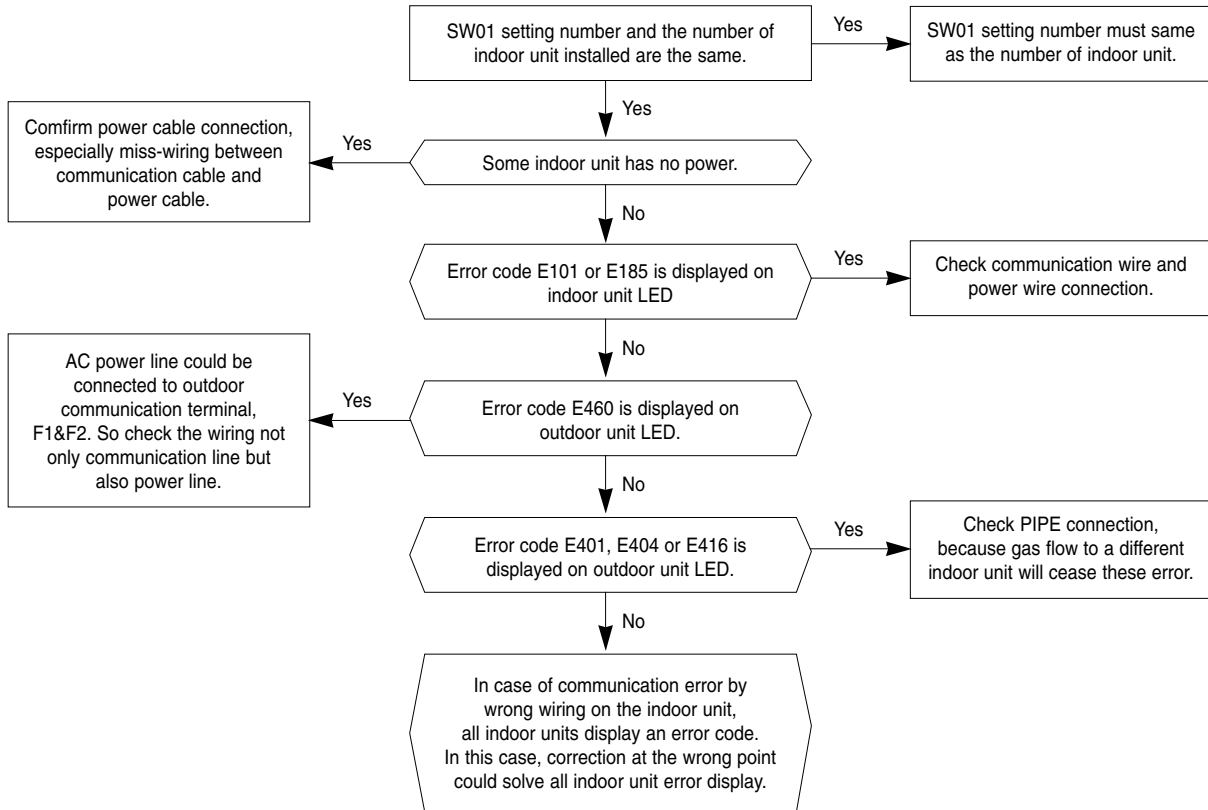 SW01 setting number and the number of
indoor unit installed are the same.
Yes
SW01 setting number must same
as the number of indoor unit.
Yes
Comfirm power cable connection,
especially miss-wiring between
communication cable and
power cable.
Yes
Some indoor unit has no power.
No
Error code E101 or E185 is displayed on
indoor unit LED
Yes
Check communication wire and
power wire connection.
No
AC power line could be
connected to outdoor
communication terminal,
F1&F2. So check the wiring not
only communication line but
also power line.
Yes
Error code E460 is displayed on
outdoor unit LED.
No
Error code E401, E404 or E416 is
displayed on outdoor unit LED.
Yes
Check PIPE connection,
because gas flow to a different
indoor unit will cease these error.
No
In case of communication error by
wrong wiring on the indoor unit,
all indoor units display an error code.
In this case, correction at the wrong point
could solve all indoor unit error display.